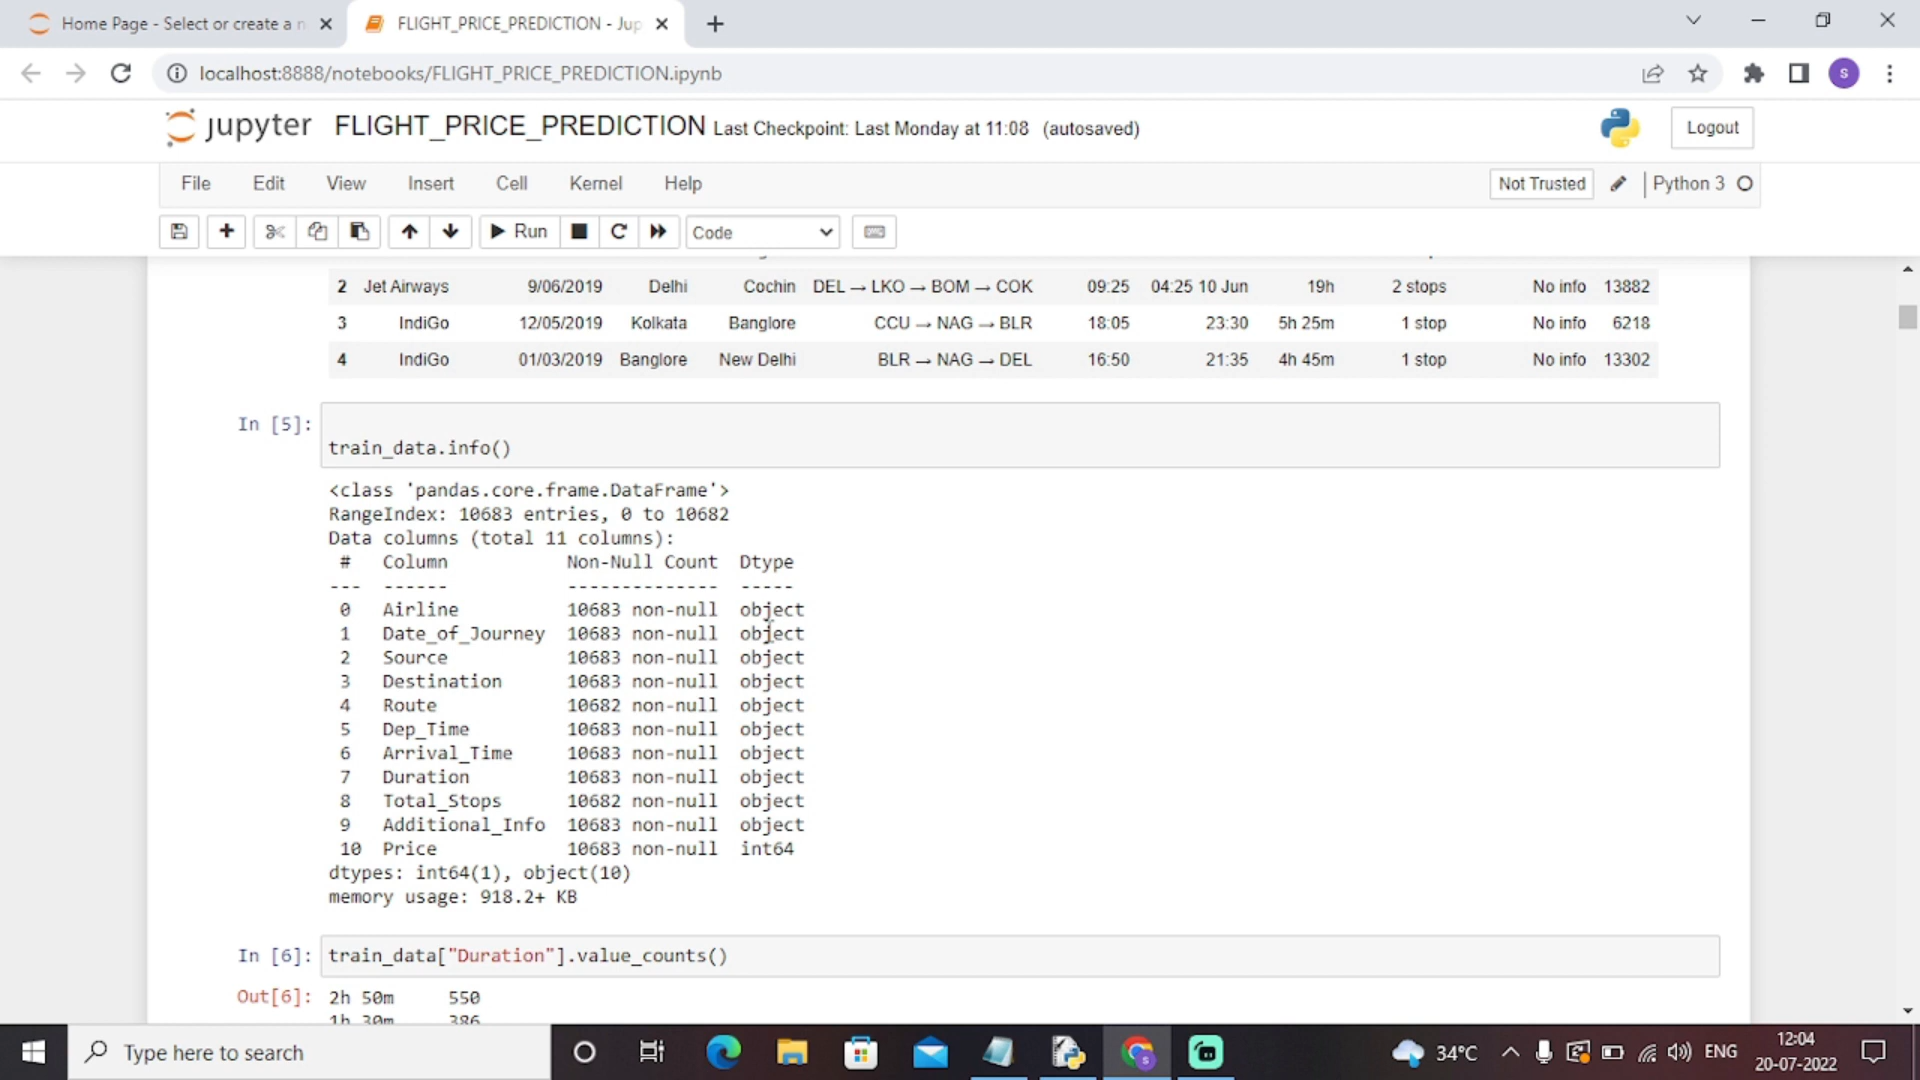 Home Page - Select or create a n
FLIGHT_PRICE_PREDICTION - Jup
localhost:8888/notebooks/FLIGHT_PRICE_PREDICTION.ipynb
s
jupyter FLIGHT_PRICE_PREDICTION Last Checkpoint: Last Monday at 11:08 (autosaved)
Logout
File Edit View Insert Cell Kernel Help
Not Trusted
Python 3
Run
Code
2 Jet Airways 9/06/2019 Delhi Cochin DEL → LKO → BOM → COK 09:25 04:25 10 Jun 19h 2 stops No info 13882
3 IndiGo 12/05/2019 Kolkata Banglore CCU → NAG → BLR 18:05 23:30 5h 25m 1 stop No info 6218
4 IndiGo 01/03/2019 Banglore New Delhi BLR → NAG → DEL 16:50 21:35 4h 45m 1 stop No info 13302
In [5]:
train_data.info()
<class 'pandas.core.frame.DataFrame'>
RangeIndex: 10683 entries, 0 to 10682
Data columns (total 11 columns):
# Column Non-Null Count Dtype
--- ------ -------------- -----
0 Airline 10683 non-null object
1 Date_of_Journey 10683 non-null object
2 Source 10683 non-null object
3 Destination 10683 non-null object
4 Route 10682 non-null object
5 Dep_Time 10683 non-null object
6 Arrival_Time 10683 non-null object
7 Duration 10683 non-null object
8 Total_Stops 10682 non-null object
9 Additional_Info 10683 non-null object
10 Price 10683 non-null int64
dtypes: int64(1), object(10)
memory usage: 918.2+ KB
In [6]: train_data["Duration"].value_counts()
Out[6]: 2h 50m 550
1h 30m 386
Type here to search
34°C
ENG
12:04
20-07-2022